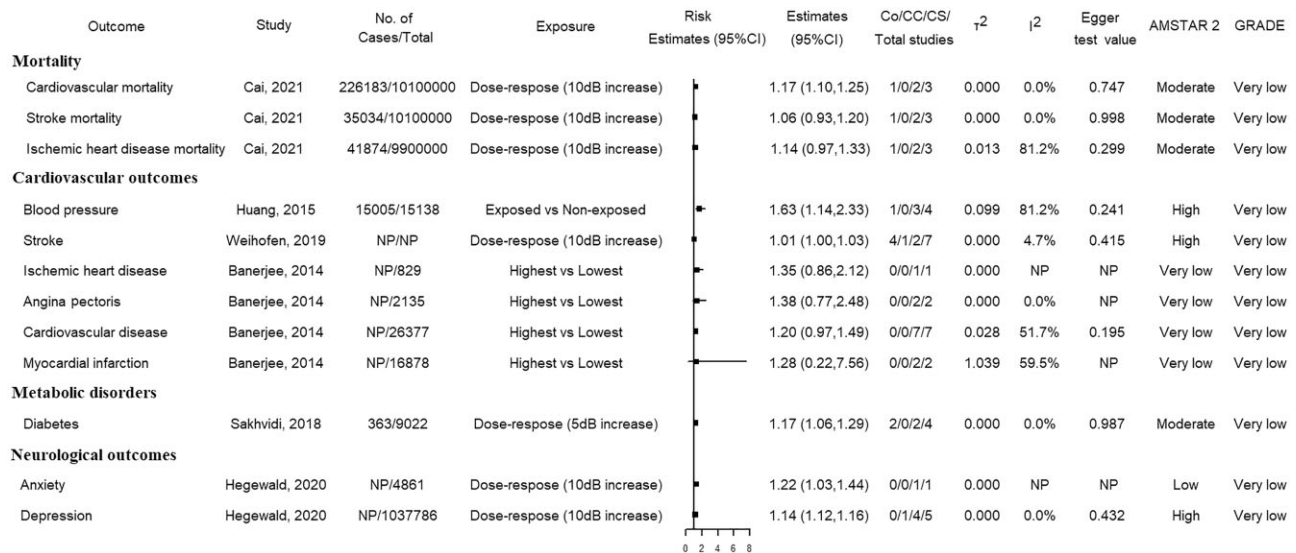 Outcome Study No. of Cases/Total Exposure Risk Estimates (95%CI) Estimates (95%CI) Co/CC/CS/ Total studies τ2 I2 Egger test value AMSTAR 2 GRADE
Mortality
Cardiovascular mortality Cai, 2021 226183/10100000 Dose-respose (10dB increase) 1.17 (1.10,1.25) 1/0/2/3 0.000 0.0% 0.747 Moderate Very low
Stroke mortality Cai, 2021 35034/10100000 Dose-respose (10dB increase) 1.06 (0.93,1.20) 1/0/2/3 0.000 0.0% 0.998 Moderate Very low
Ischemic heart disease mortality Cai, 2021 41874/9900000 Dose-respose (10dB increase) 1.14 (0.97,1.33) 1/0/2/3 0.013 81.2% 0.299 Moderate Very low
Cardiovascular outcomes
Blood pressure Huang, 2015 15005/15138 Exposed vs Non-exposed 1.63 (1.14,2.33) 1/0/3/4 0.099 81.2% 0.241 High Very low
Stroke Weihofen, 2019 NP/NP Dose-respose (10dB increase) 1.01 (1.00,1.03) 4/1/2/7 0.000 4.7% 0.415 High Very low
Ischemic heart disease Banerjee, 2014 NP/829 Highest vs Lowest 1.35 (0.86,2.12) 0/0/1/1 0.000 NP NP Very low Very low
Angina pectoris Banerjee, 2014 NP/2135 Highest vs Lowest 1.38 (0.77,2.48) 0/0/2/2 0.000 0.0% NP Very low Very low
Cardiovascular disease Banerjee, 2014 NP/26377 Highest vs Lowest 1.20 (0.97,1.49) 0/0/7/7 0.028 51.7% 0.195 Very low Very low
Myocardial infarction Banerjee, 2014 NP/16878 Highest vs Lowest 1.28 (0.22,7.56) 0/0/2/2 1.039 59.5% NP Very low Very low
Metabolic disorders
Diabetes Sakhvidi, 2018 363/9022 Dose-respose (5dB increase) 1.17 (1.06,1.29) 2/0/2/4 0.000 0.0% 0.987 Moderate Very low
Neurological outcomes
Anxiety Hegewald, 2020 NP/4861 Dose-respose (10dB increase) 1.22 (1.03,1.44) 0/0/1/1 0.000 NP NP Low Very low
Depression Hegewald, 2020 NP/1037786 Dose-respose (10dB increase) 1.14 (1.12,1.16) 0/1/4/5 0.000 0.0% 0.432 High Very low
0 2 4 6 8